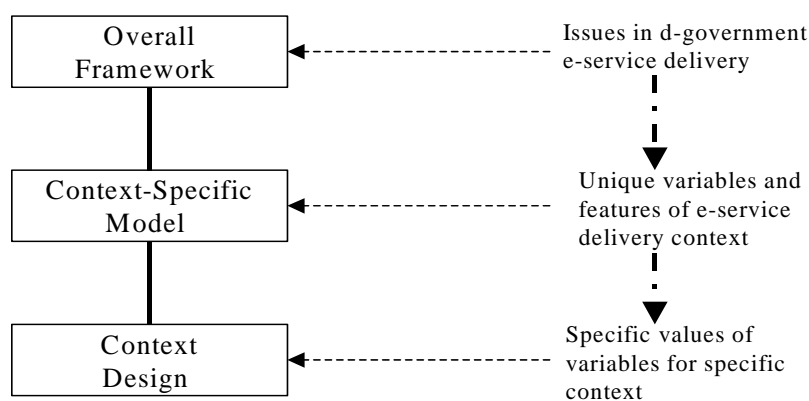 Overall
Framework
Issues in d-government
e-service delivery
Context-Specific
Model
Unique variables and
features of e-service
delivery context
Context
Design
Specific values of
variables for specific
context